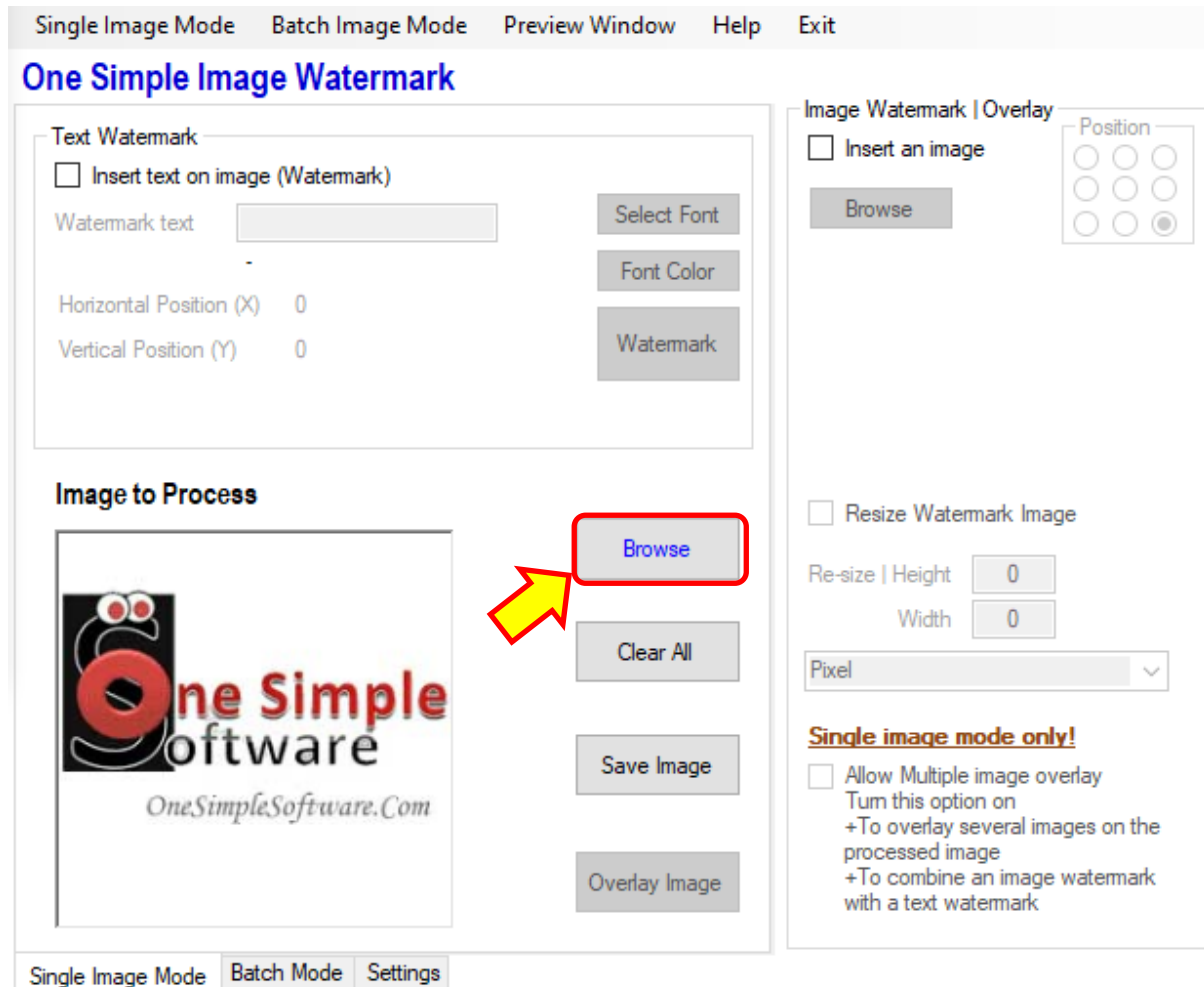 Single Image Mode Batch Image Mode Preview Window Help Exit
One Simple Image Watermark
Text Watermark
Insert text on image (Watermark)
Watermark text
Select Font
-
Font Color
Horizontal Position (X) 0
Vertical Position (Y) 0
Watermark
Image to Process
One Simple
Software
OneSimpleSoftware.Com
Browse
Clear All
Save Image
Overlay Image
Image Watermark | Overlay
Position
Insert an image
Browse
Resize Watermark Image
Re-size | Height 0
Width 0
Pixel
Single image mode only!
Allow Multiple image overlay
Turn this option on
+To overlay several images on the
processed image
+To combine an image watermark
with a text watermark
Single Image Mode Batch Mode Settings